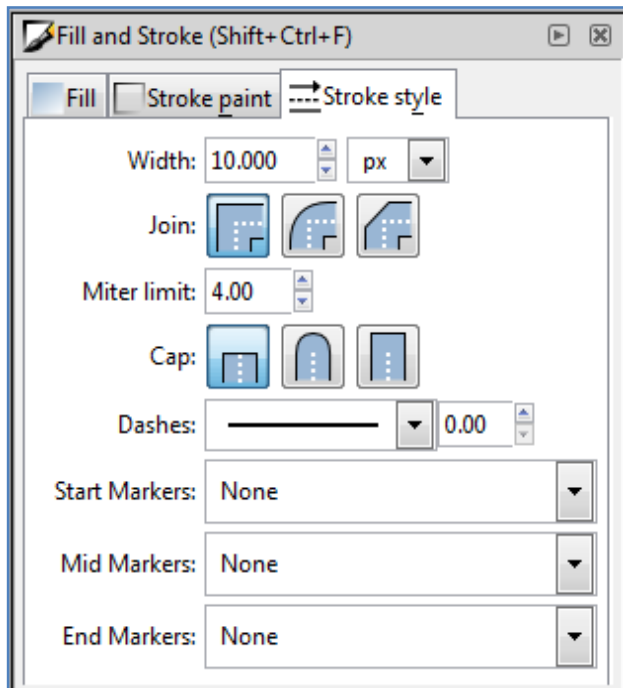 Fill and Stroke (Shift+Ctrl+F)
Fill Stroke paint Stroke style
Width: 10.000 px
Join:
Miter limit: 4.00
Cap:
Dashes: 0.00
Start Markers: None
Mid Markers: None
End Markers: None